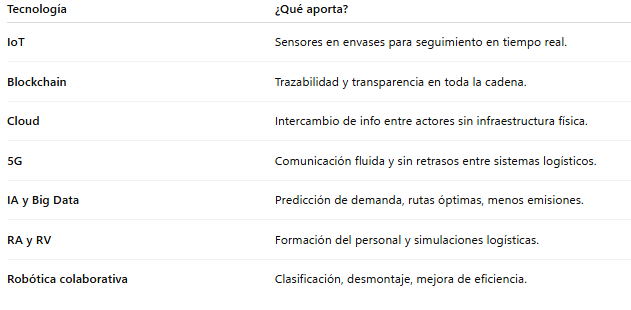 Tecnología ¿Qué aporta?
IoT Sensores en envases para seguimiento en tiempo real.
Blockchain Trazabilidad y transparencia en toda la cadena.
Cloud Intercambio de info entre actores sin infraestructura física.
5G Comunicación fluida y sin retrasos entre sistemas logísticos.
IA y Big Data Predicción de demanda, rutas óptimas, menos emisiones.
RA y RV Formación del personal y simulaciones logísticas.
Robótica colaborativa Clasificación, desmontaje, mejora de eficiencia.